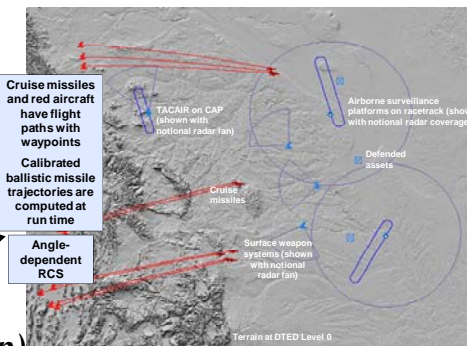 Cruise missiles
and red aircraft
have flight
paths with
waypoints
Calibrated
ballistic missile
trajectories are
computed at
run time
Angle-
dependent
RCS
TACAIR on CAP
(shown with
notional radar fan)
Airborne surveillance
platforms on racetrack (show
with notional radar coverage
Defended
assets
Cruise
missiles
Surface weapon
systems (shown
with notional
radar fan)
Terrain at DTED Level 0
n)